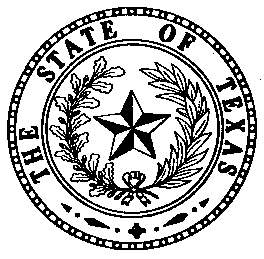 THE STATE OF TEXAS